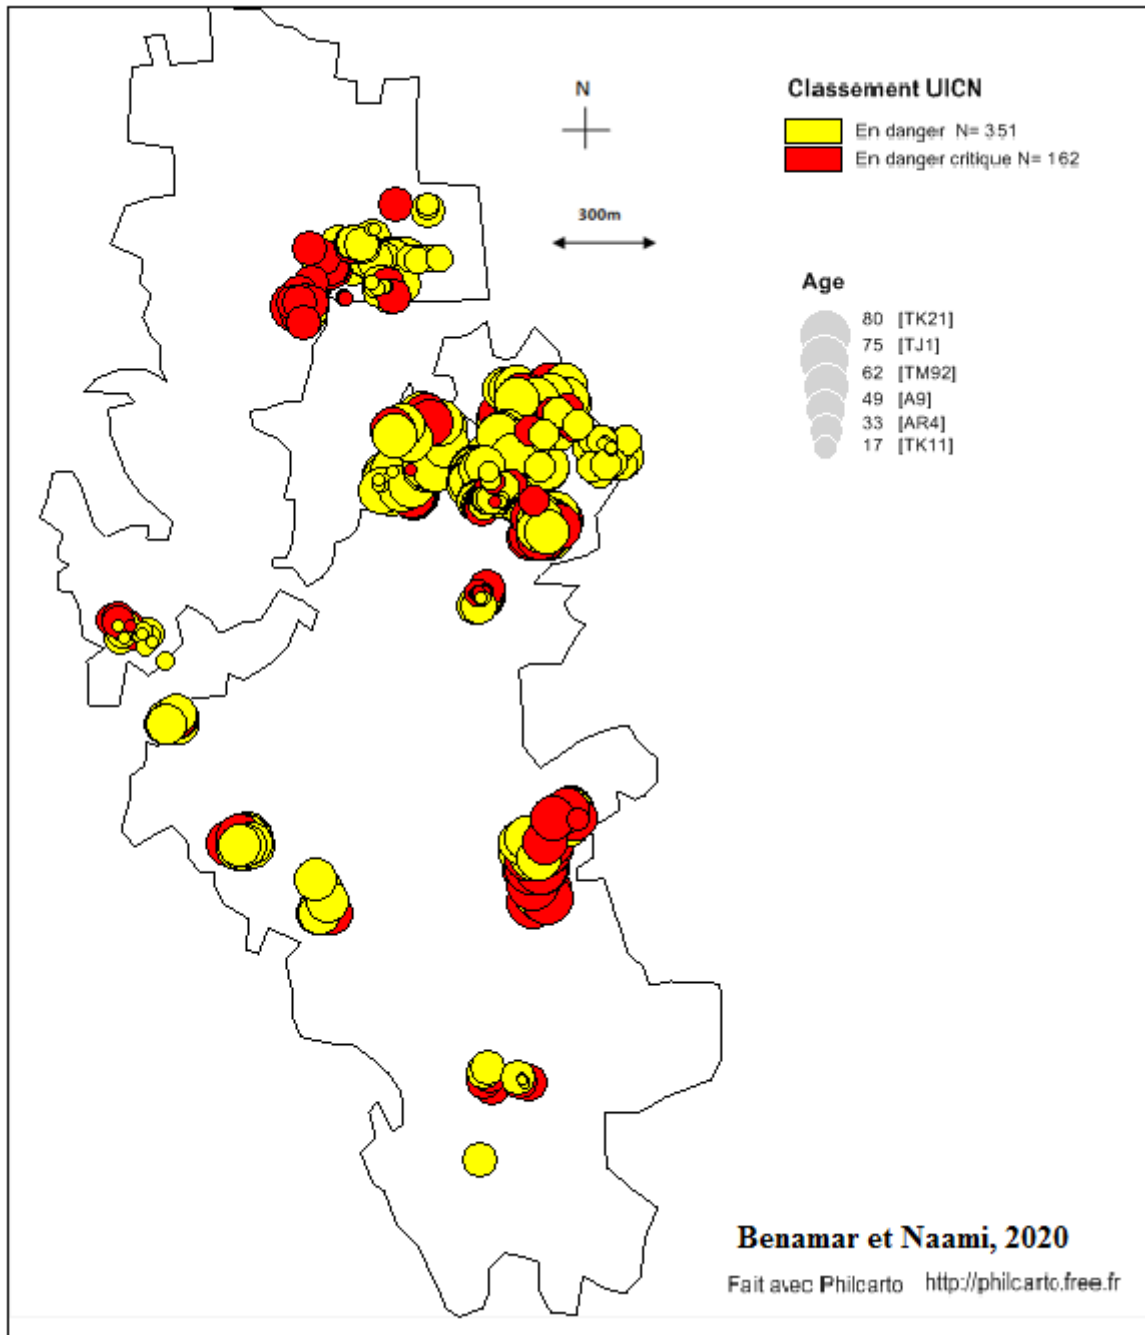 N
300m
Classement UICN
En danger N= 351
En danger critique N= 162
Age
80 [TK21]
75 [TJ1]
62 [TM92]
49 [A9]
33 [AR4]
17 [TK11]
Benamar et Naami, 2020
Fait avec Philcarto http://philcarto.free.fr